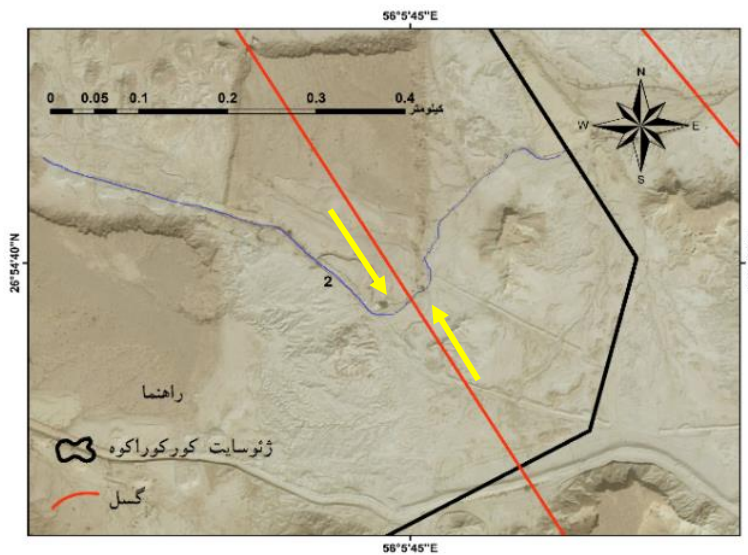 56°5'45"E
0 0.05 0.1 0.2 0.3 0.4
کیلومتر
N
W E
S
26°54'40"N
2
راهنما
ژئوسایت کورکوراکوه
گسل
56°5'45"E